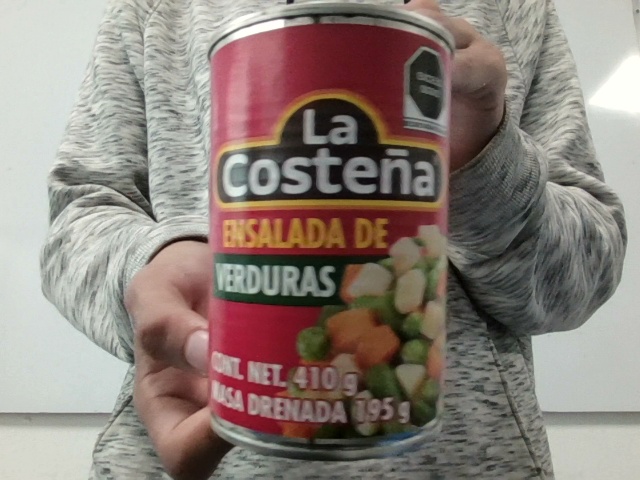 La
Costeña
ENSALADA DE
VERDURAS
CONT. NET. 410 g
MASA DRENADA 195 g